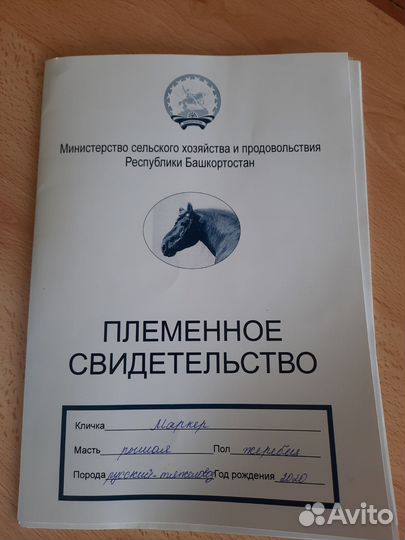 Министерство сельского хозяйства и продовольствия
Республики Башкортостан
ПЛЕМЕННОЕ
СВИДЕТЕЛЬСТВО
Кличка Маркер
Масть рыжая Пол жеребец
Порода русский тяжеловоз Год рождения 2020
Avito